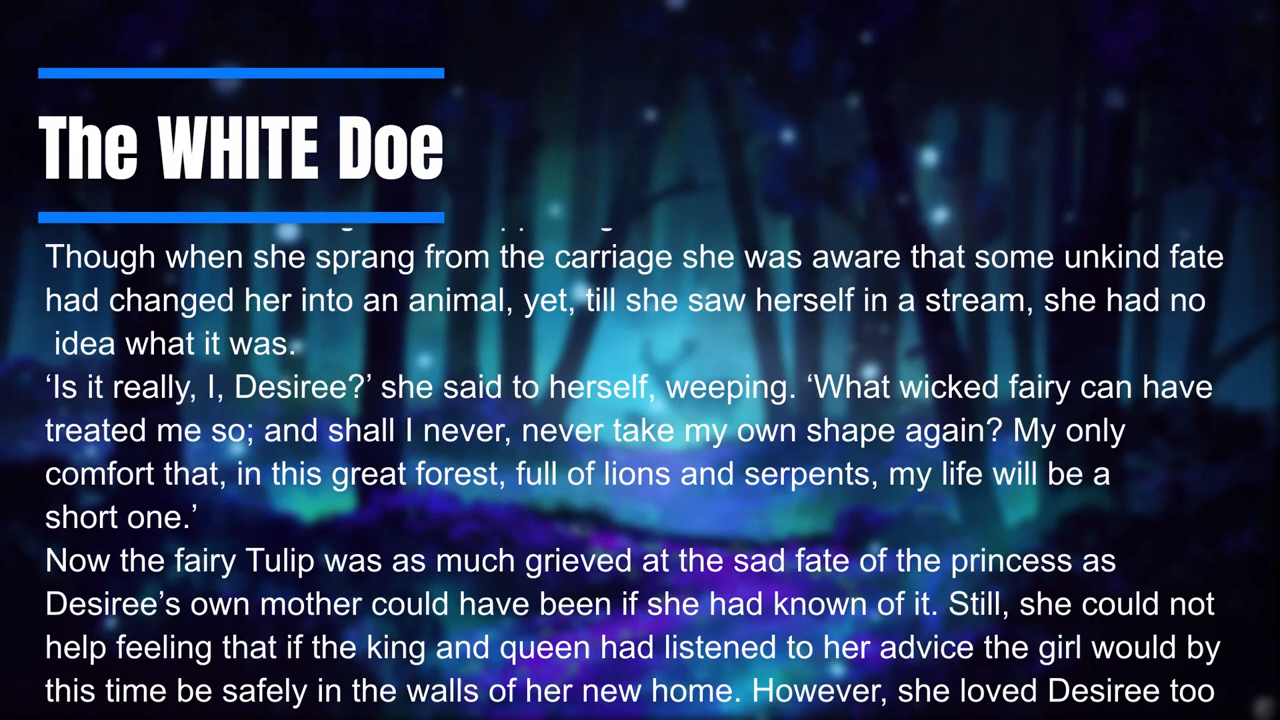 The WHITE Doe
Though when she sprang from the carriage she was aware that some unkind fate
had changed her into an animal, yet, till she saw herself in a stream, she had no
idea what it was.
‘Is it really, I, Desiree?’ she said to herself, weeping. ‘What wicked fairy can have
treated me so; and shall I never, never take my own shape again? My only
comfort that, in this great forest, full of lions and serpents, my life will be a
short one.’
Now the fairy Tulip was as much grieved at the sad fate of the princess as
Desiree’s own mother could have been if she had known of it. Still, she could not
help feeling that if the king and queen had listened to her advice the girl would by
this time be safely in the walls of her new home. However, she loved Desiree too